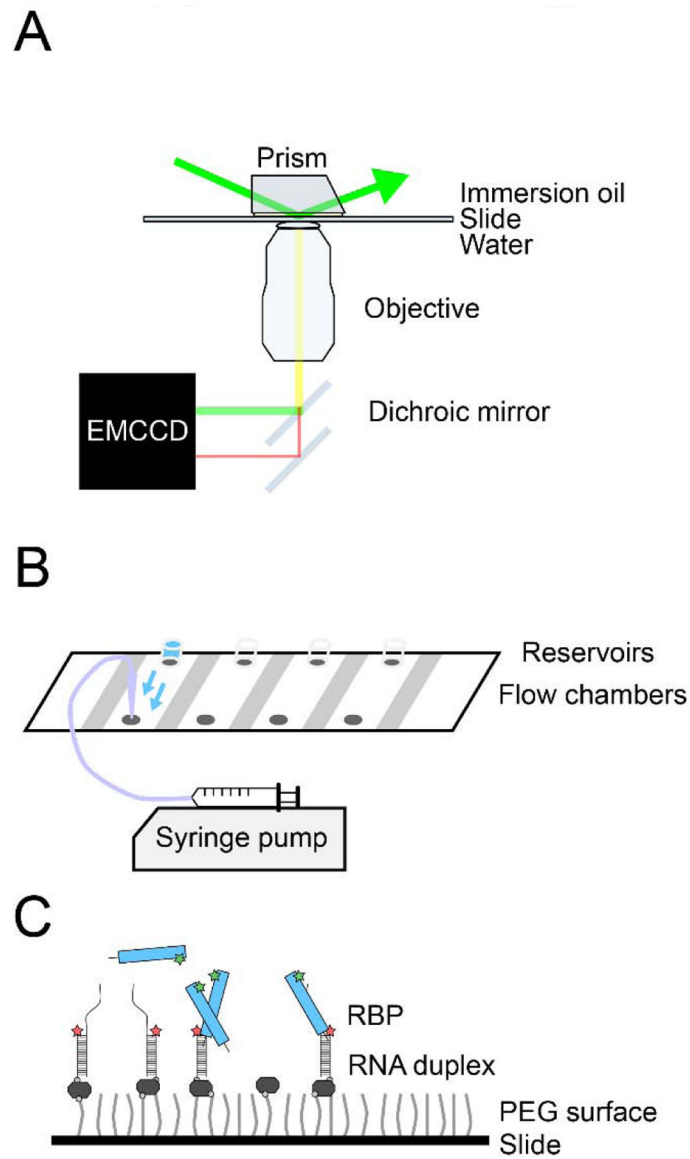 A
Prism
Immersion oil
Slide
Water
Objective
Dichroic mirror
EMCCD
B
Reservoirs
Flow chambers
Syringe pump
C
RBP
RNA duplex
PEG surface
Slide